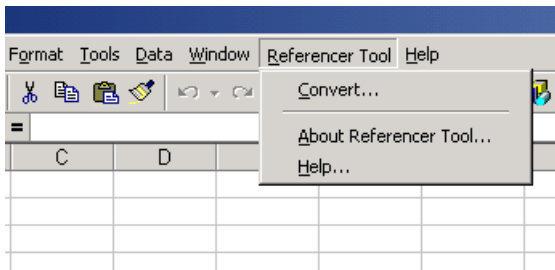 Format Tools Data Window Referencer Tool Help
Convert...
=
About Referencer Tool...
C D
Help...